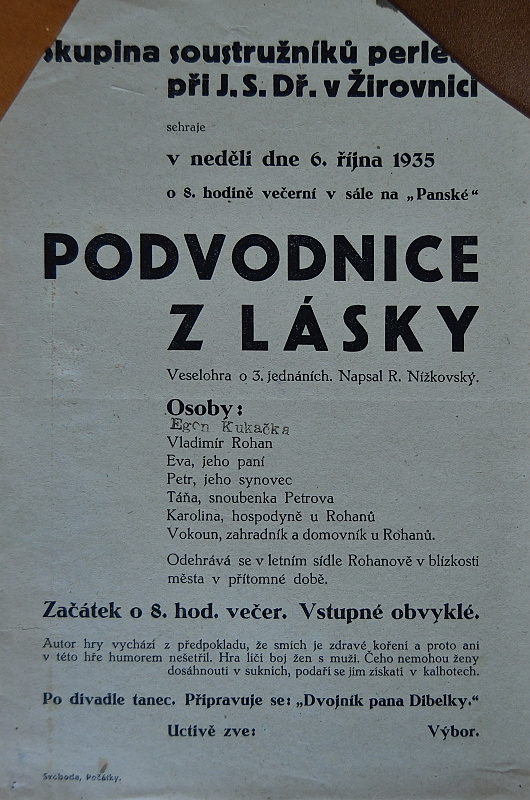 skupina soustružníků perle
při J. S. Dř. v Žirovnici
sehraje
v neděli dne 6. října 1935
o 8. hodině večerní v sále na „Panské“
PODVODNICE
Z LÁSKY
Veselohra o 3. jednáních. Napsal R. Nížkovský.
Osoby:
Egon Kukačka
Vladimír Rohan
Eva, jeho paní
Petr, jeho synovec
Táňa, snoubenka Petrova
Karolina, hospodyně u Rohanů
Vokoun, zahradník a domovník u Rohanů.
Odehrává se v letním sídle Rohanově v blízkosti
města v přítomné době.
Začátek o 8. hod. večer. Vstupné obvyklé.
Autor hry vychází z předpokladu, že smích je zdravé koření a proto ani
v této hře humorem nešetřil. Hra líčí boj žen s muži. Čeho nemohou ženy
dosáhnouti v sukních, podaří se jim získati v kalhotech.
Po divadle tanec. Připravuje se: „Dvojník pana Dibelky.“
Uctivě zve: Výbor.
Svoboda, Počátky.